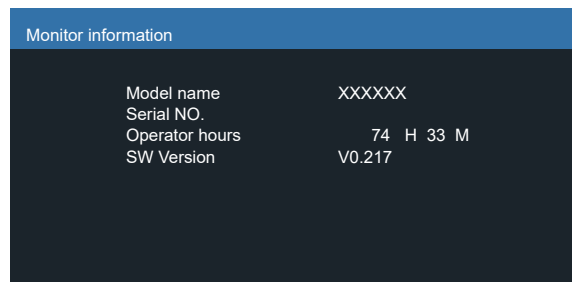 Monitor information
Model name XXXXXX
Serial NO.
Operator hours 74 H 33 M
SW Version V0.217